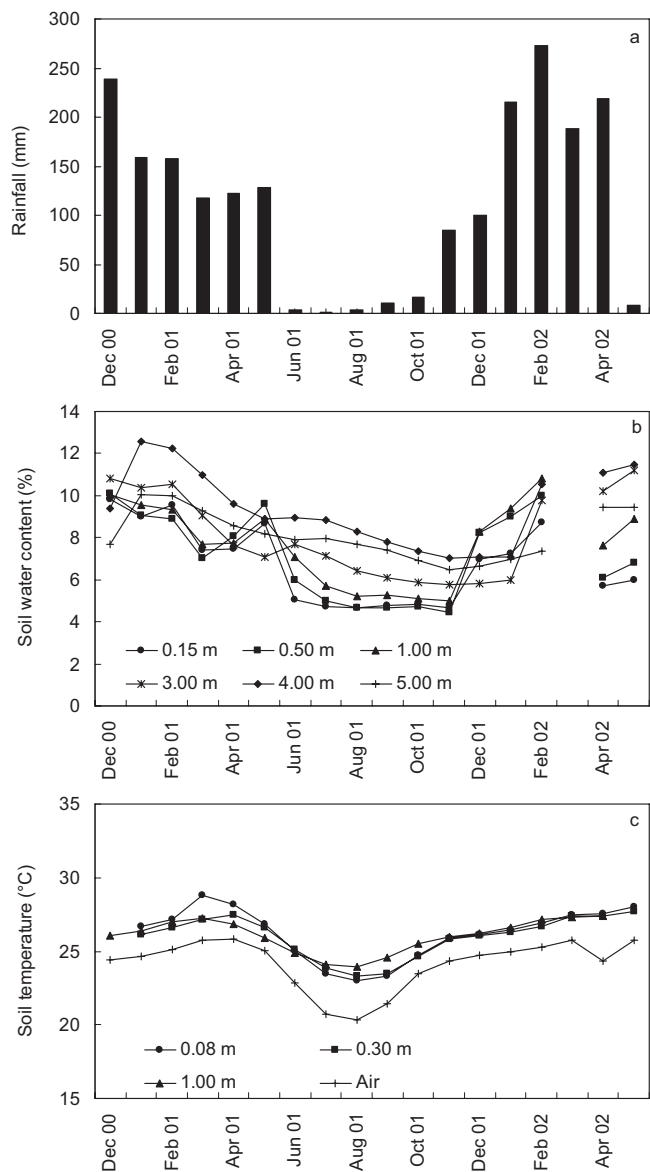 a
Rainfall (mm)
300
250
200
150
100
50
0
Dec 00
Feb 01
Apr 01
Jun 01
Aug 01
Oct 01
Dec 01
Feb 02
Apr 02
b
Soil water content (%)
14
12
10
8
6
4
2
0
0.15 m 0.50 m 1.00 m
3.00 m 4.00 m 5.00 m
Dec 00
Feb 01
Apr 01
Jun 01
Aug 01
Oct 01
Dec 01
Feb 02
Apr 02
c
Soil temperature (°C)
35
30
25
20
15
0.08 m 0.30 m
1.00 m Air
Dec 00
Feb 01
Apr 01
Jun 01
Aug 01
Oct 01
Dec 01
Feb 02
Apr 02